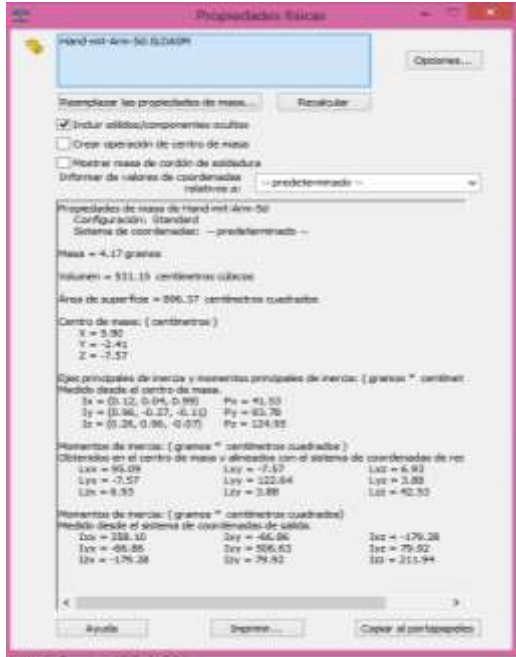 Propiedades físicas
Hand-mit-Arm-Sd.SLDASM
Opciones...
Reemplazar las propiedades de masa...
Recalcular
Incluir sólidos/componentes ocultos
Crear operación de centro de masa
Mostrar masa de cordón de soldadura
Informar de valores de coordenadas
relativos a:
-- predeterminado --
Propiedades de masa de Hand-mit-Arm-Sd
Configuración: Standard
Sistema de coordenadas: -- predeterminado --
Masa = 4.17 gramos
Volumen = 531.15 centímetros cúbicos
Área de superficie = 806.37 centímetros cuadrados
Centro de masa: ( centímetros )
X = 5.90
Y = -2.41
Z = -7.57
Ejes principales de inercia y momentos principales de inercia: ( gramos * centímet
Medido desde el centro de masa.
Ix = (0.12, 0.04, 0.99) Px = 41.53
Iy = (0.96, -0.27, -0.11) Py = 93.78
Iz = (0.26, 0.96, -0.07) Pz = 124.95
Momentos de inercia: ( gramos * centímetros cuadrados )
Obtenidos en el centro de masa y alineados con el sistema de coordenadas de res
Lxx = 95.09 Lxy = -7.57 Lxz = 6.93
Lyx = -7.57 Lyy = 122.64 Lyz = 3.88
Lzx = 6.93 Lzy = 3.88 Lzz = 42.53
Momentos de inercia: ( gramos * centímetros cuadrados)
Medido desde el sistema de coordenadas de salida.
Ixx = 358.10 Ixy = -66.86 Ixz = -179.28
Iyx = -66.86 Iyy = 506.63 Iyz = 79.92
Izx = -179.28 Izy = 79.92 Izz = 211.94
Ayuda
Imprimir...
Copiar al portapapeles